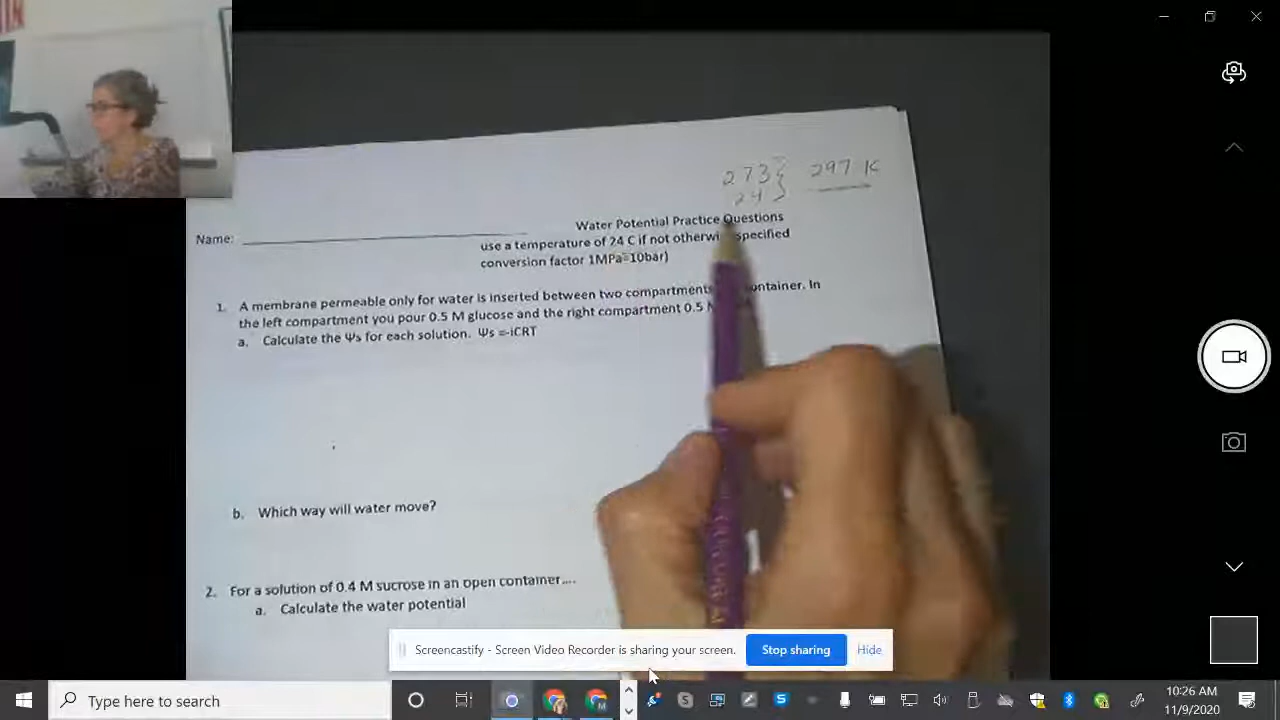 273
24
297 K
Water Potential Practice Questions
Name:
use a temperature of 24 C if not otherwi specified
conversion factor 1MPa=10bar)
1. A membrane permeable only for water is inserted between two compartments container. In
the left compartment you pour 0.5 M glucose and the right compartment 0.5
a. Calculate the Ψs for each solution. Ψs =-iCRT
b. Which way will water move?
2. For a solution of 0.4 M sucrose in an open container....
a. Calculate the water potential
Screencastify - Screen Video Recorder is sharing your screen.
Stop sharing
Hide
Type here to search
10:26 AM
11/9/2020